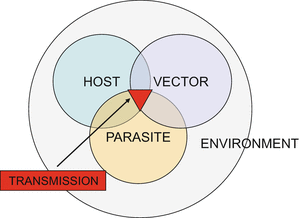 HOST VECTOR
PARASITE
ENVIRONMENT
TRANSMISSION